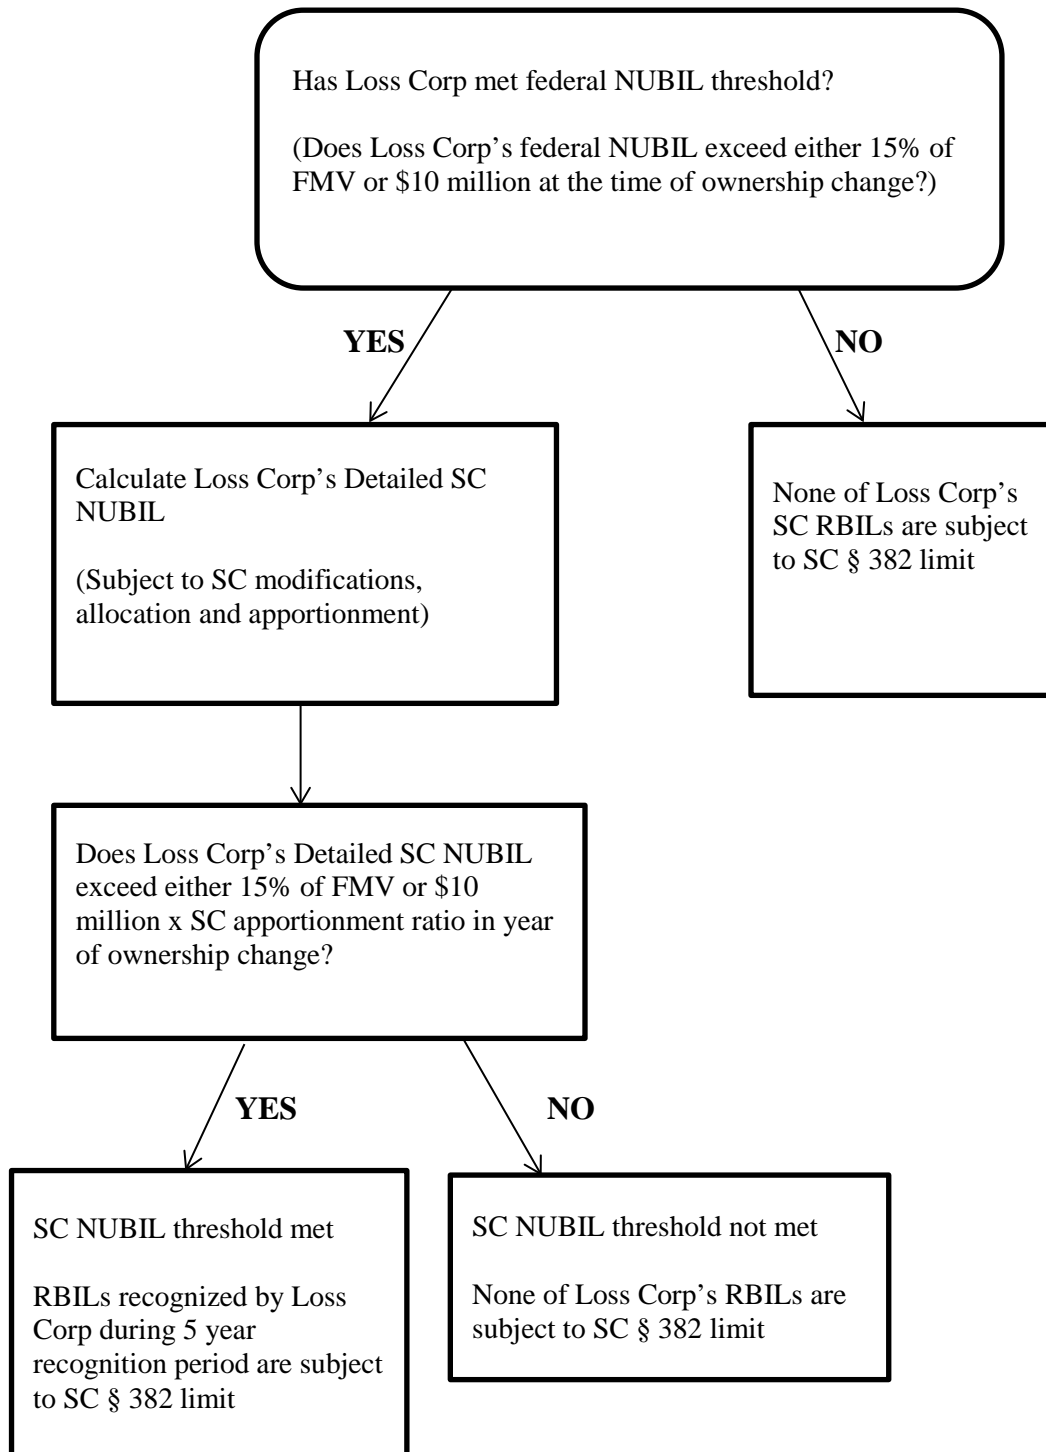 Has Loss Corp met federal NUBIL threshold?
(Does Loss Corp’s federal NUBIL exceed either 15% of
FMV or $10 million at the time of ownership change?)
YES
NO
Calculate Loss Corp’s Detailed SC
NUBIL
(Subject to SC modifications,
allocation and apportionment)
None of Loss Corp’s
SC RBILs are subject
to SC § 382 limit
Does Loss Corp’s Detailed SC NUBIL
exceed either 15% of FMV or $10
million x SC apportionment ratio in year
of ownership change?
YES
NO
SC NUBIL threshold met
RBILs recognized by Loss
Corp during 5 year
recognition period are subject
to SC § 382 limit
SC NUBIL threshold not met
None of Loss Corp’s RBILs are
subject to SC § 382 limit